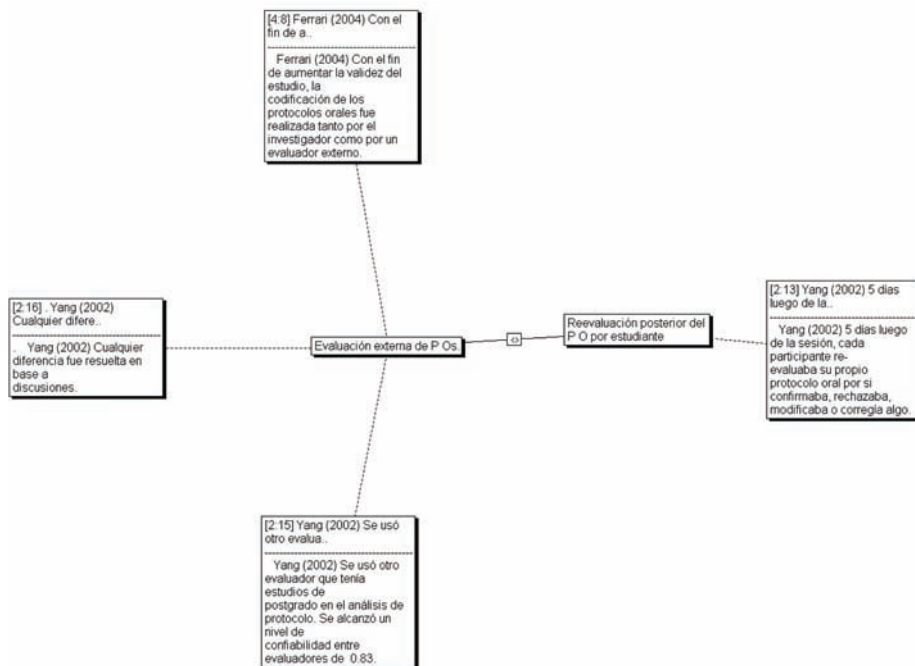 [4:8] Ferrari (2004) Con el
fin de a..
Ferrari (2004) Con el fin
de aumentar la validez del
estudio, la
codificación de los
protocolos orales fue
realizada tanto por el
investigador como por un
evaluador externo.
[2:16] . Yang (2002)
Cualquier difere..
. Yang (2002) Cualquier
diferencia fue resuelta en
base a
discusiones.
Evaluación externa de P Os.
<>
Reevaluación posterior del
P O por estudiante
[2:13] Yang (2002) 5 días
luego de la..
Yang (2002) 5 días luego
de la sesión, cada
participante re-
evaluaba su propio
protocolo oral por si
confirmaba, rechazaba,
modificaba o corregía algo.
[2:15] Yang (2002) Se usó
otro evalua..
Yang (2002) Se usó otro
evaluador que tenía
estudios de
postgrado en el análisis de
protocolo. Se alcanzó un
nivel de
confiabilidad entre
evaluadores de 0.83.